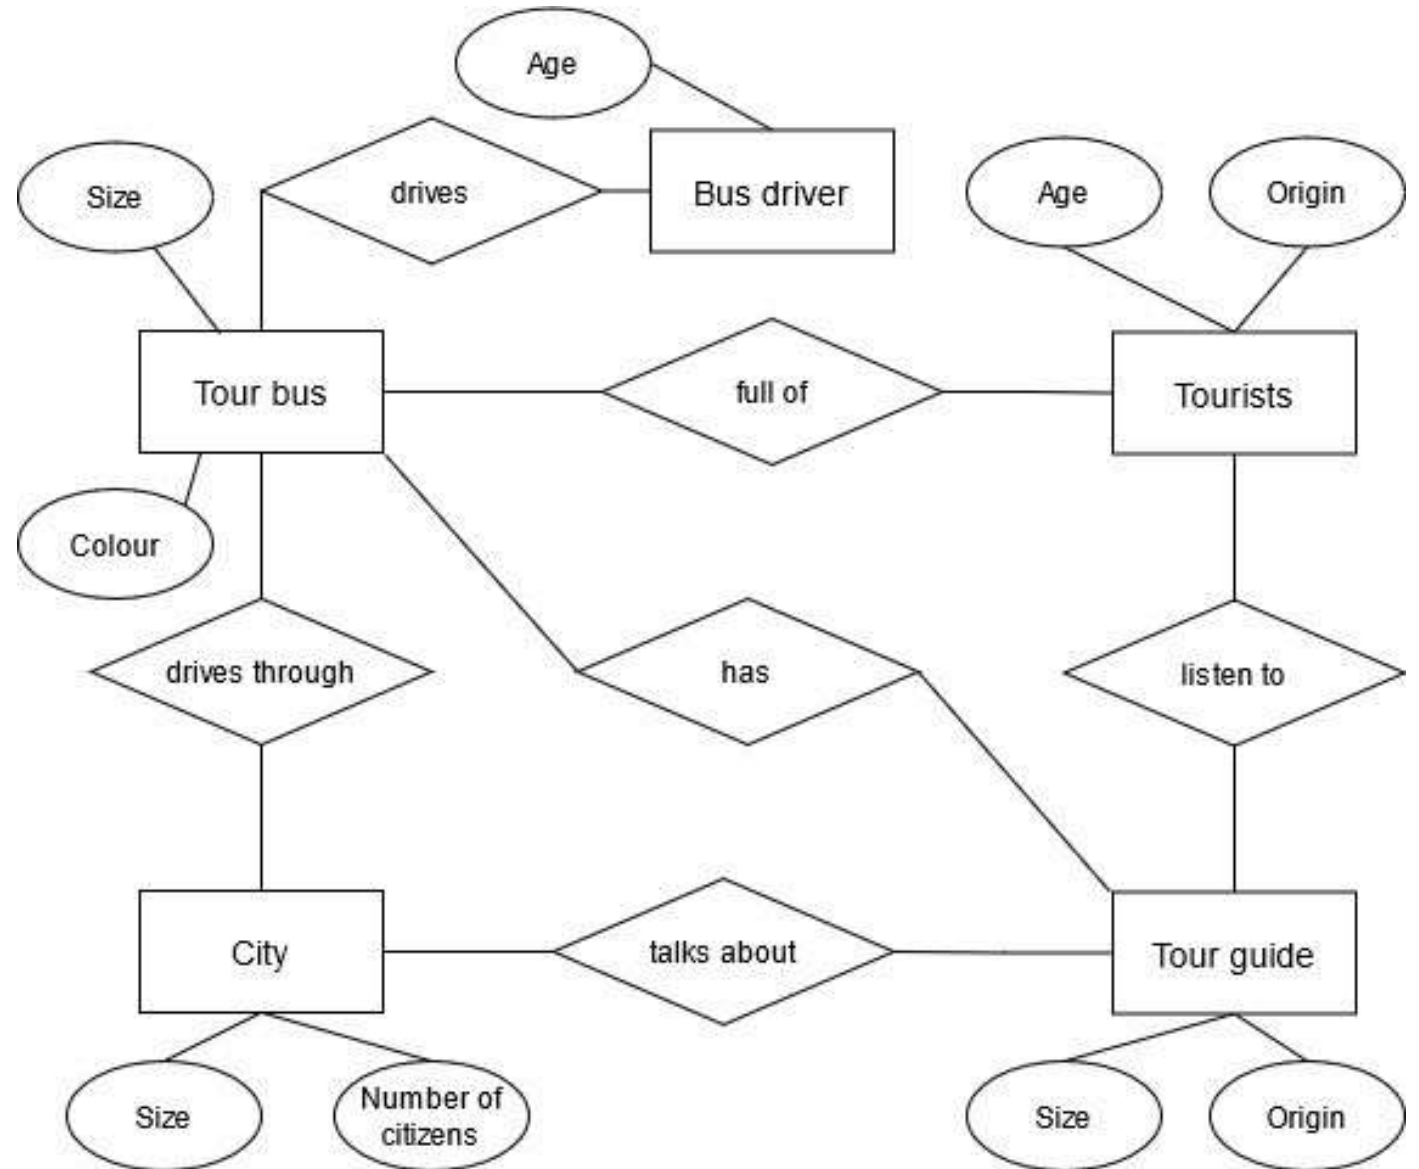 Age
Size
drives
Bus driver
Age
Origin
Tour bus
full of
Tourists
Colour
drives through
has
listen to
City
talks about
Tour guide
Size
Number of
citizens
Size
Origin